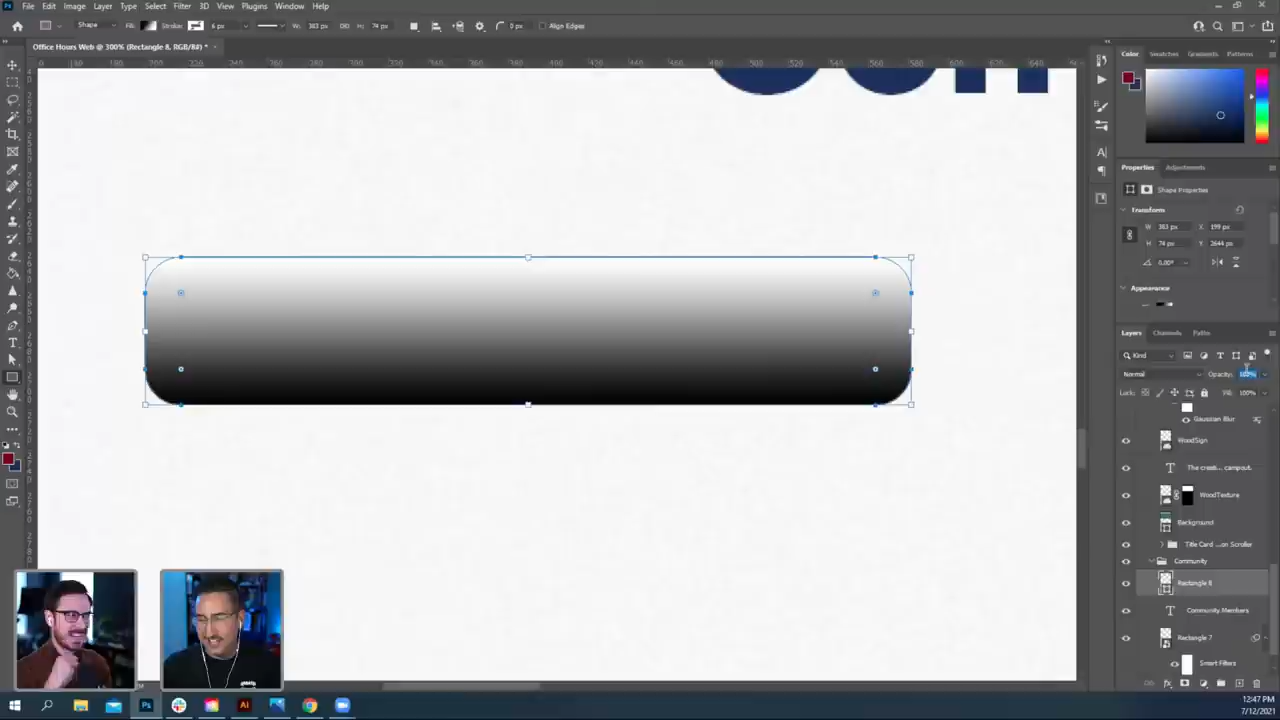 File Edit Image Layer Type Select Filter 3D View Plugins Window Help
Shape Fill: Stroke: 6 px W: 383 px H: 74 px 0 px Align Edges
Office Hours Web @ 300% (Rectangle 8, RGB/8#) *
Color Swatches Gradients Patterns
Properties Adjustments
Shape Properties
Transform
W 383 px X 199 px
H 74 px Y 2644 px
0.00°
Appearance
Layers Channels Paths
Kind
Normal Opacity: 100%
Lock: Fill: 100%
Gaussian Blur
WoodSign
The creati... campout.
WoodTexture
Background
Title Card ...on Scroller
Community
Rectangle 8
Community Members
Rectangle 7
Smart Filters
12:47 PM
7/12/2021